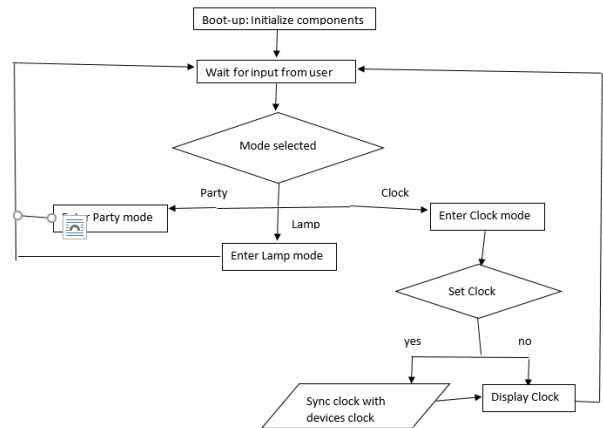 Boot-up: Initialize components
Wait for input from user
Mode selected
Party
Clock
Party mode
Enter Clock mode
Lamp
Enter Lamp mode
Set Clock
yes
no
Sync clock with
devices clock
Display Clock